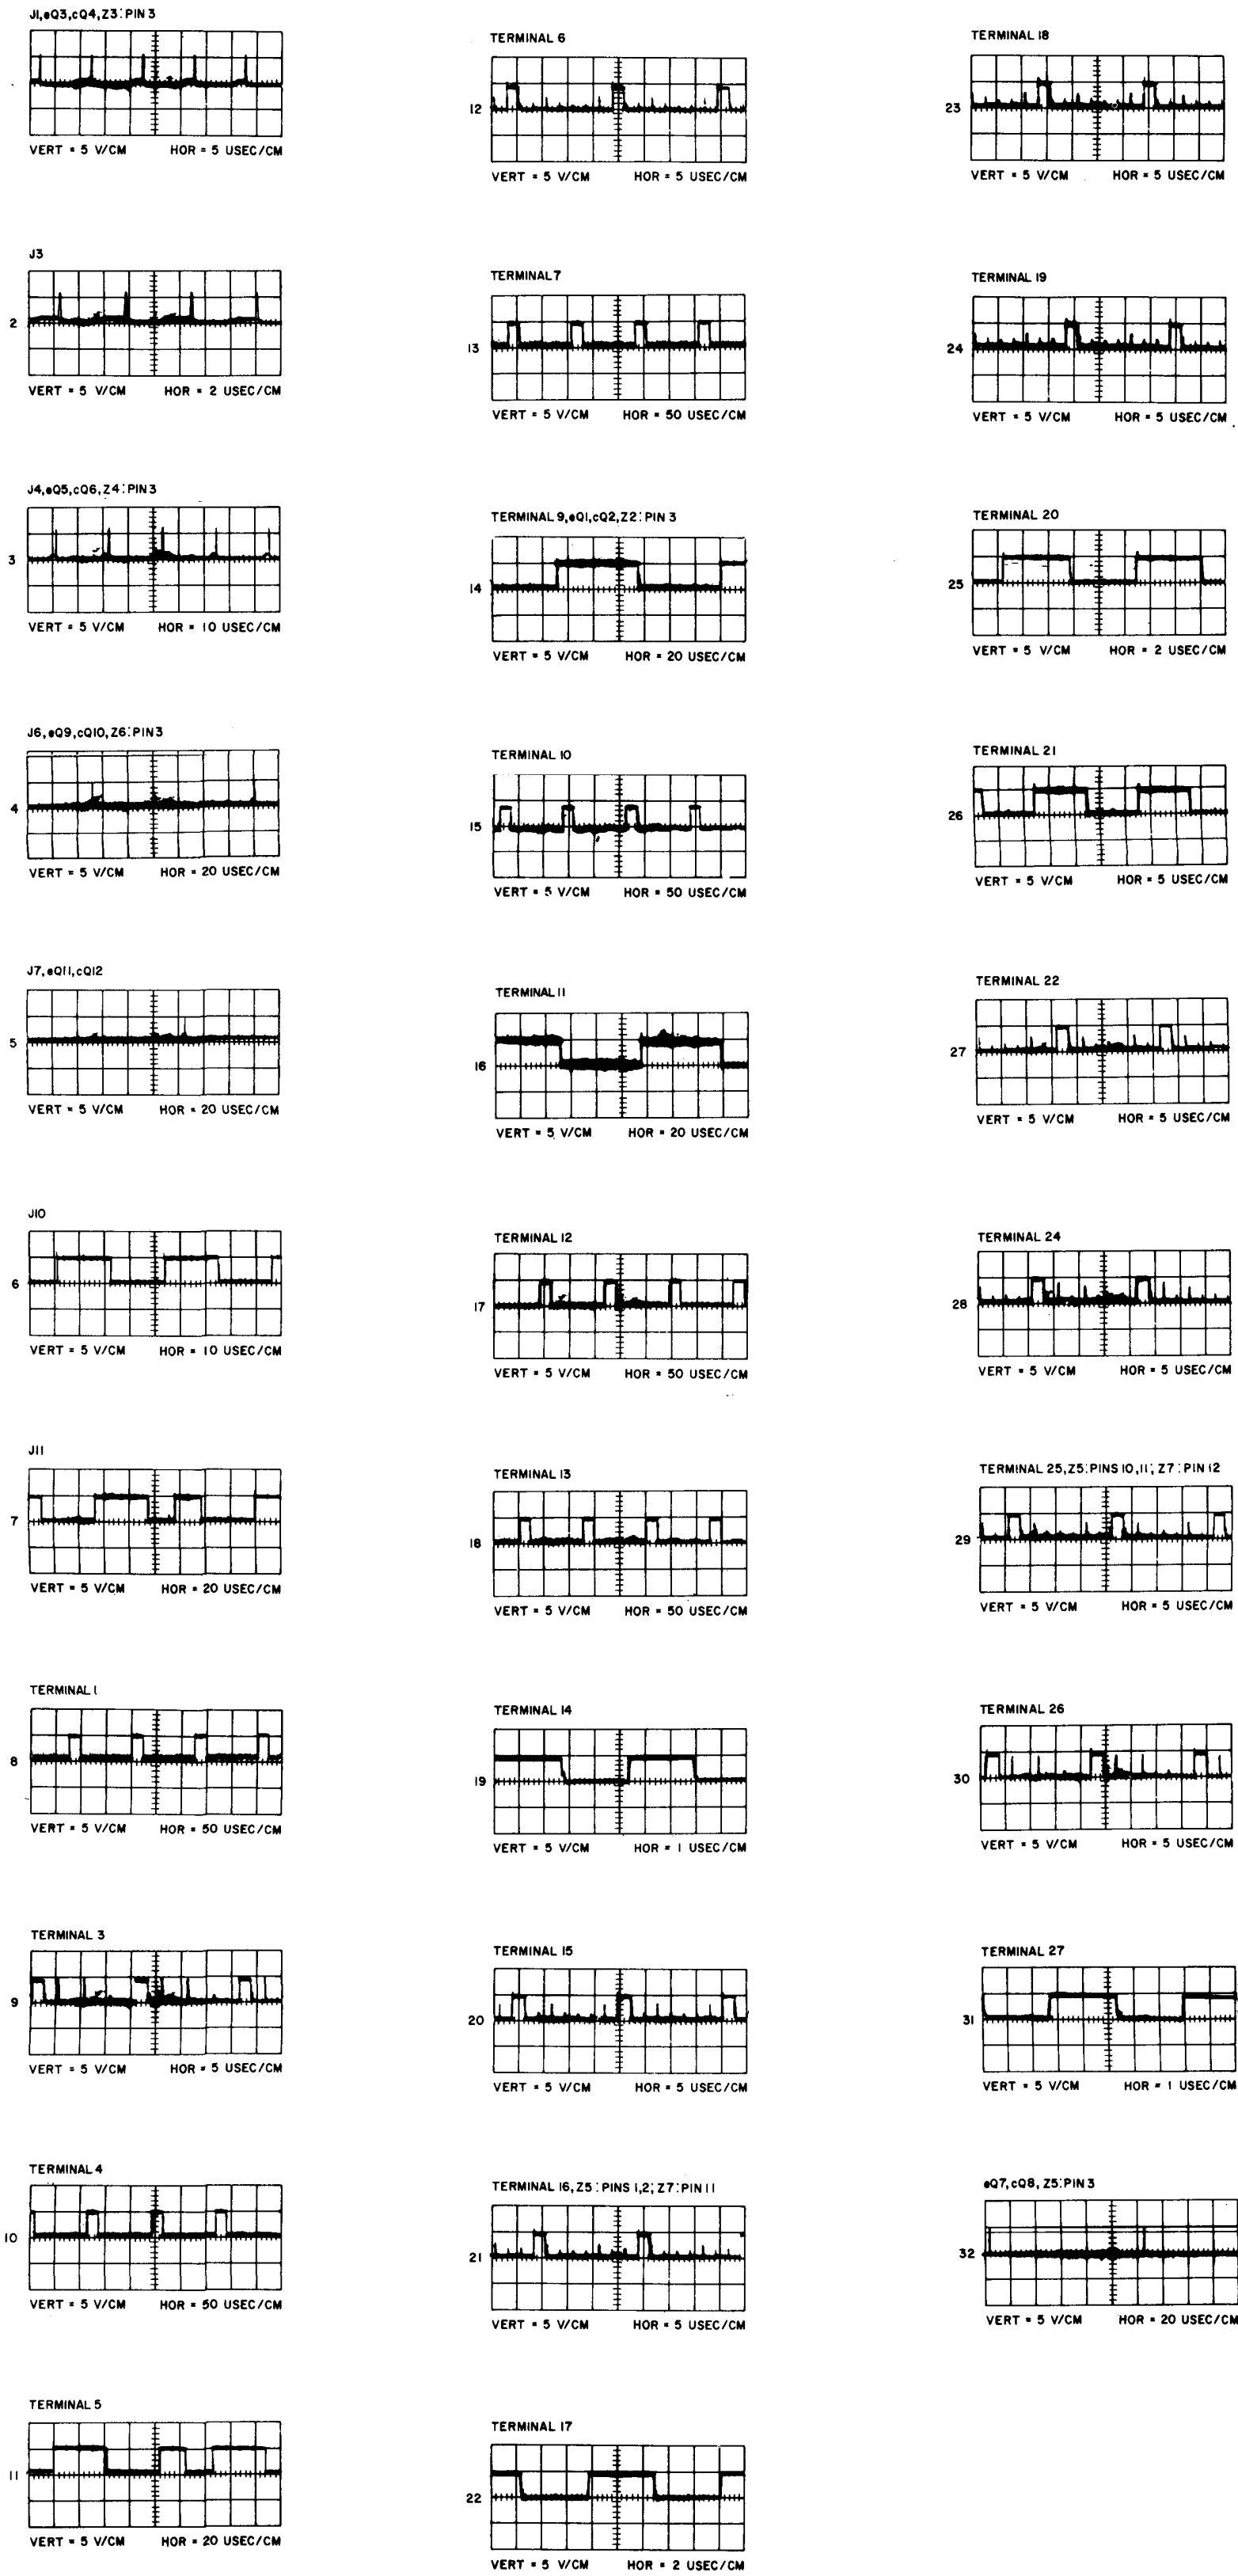 J1,eQ3,cQ4,Z3:PIN 3
VERT = 5 V/CM HOR = 5 USEC/CM
J3
2
VERT = 5 V/CM HOR = 2 USEC/CM
J4,eQ5,cQ6,Z4:PIN 3
3
VERT = 5 V/CM HOR = 10 USEC/CM
J6,eQ9,cQ10,Z6:PIN 3
4
VERT = 5 V/CM HOR = 20 USEC/CM
J7,eQ11,cQ12
5
VERT = 5 V/CM HOR = 20 USEC/CM
J10
6
VERT = 5 V/CM HOR = 10 USEC/CM
J11
7
VERT = 5 V/CM HOR = 20 USEC/CM
TERMINAL 1
8
VERT = 5 V/CM HOR = 50 USEC/CM
TERMINAL 3
9
VERT = 5 V/CM HOR = 5 USEC/CM
TERMINAL 4
10
VERT = 5 V/CM HOR = 50 USEC/CM
TERMINAL 5
11
VERT = 5 V/CM HOR = 20 USEC/CM
TERMINAL 6
12
VERT = 5 V/CM HOR = 5 USEC/CM
TERMINAL 7
13
VERT = 5 V/CM HOR = 50 USEC/CM
TERMINAL 9,eQ1,cQ2,Z2:PIN 3
14
VERT = 5 V/CM HOR = 20 USEC/CM
TERMINAL 10
15
VERT = 5 V/CM HOR = 50 USEC/CM
TERMINAL 11
16
VERT = 5 V/CM HOR = 20 USEC/CM
TERMINAL 12
17
VERT = 5 V/CM HOR = 50 USEC/CM
TERMINAL 13
18
VERT = 5 V/CM HOR = 50 USEC/CM
TERMINAL 14
19
VERT = 5 V/CM HOR = 1 USEC/CM
TERMINAL 15
20
VERT = 5 V/CM HOR = 5 USEC/CM
TERMINAL 16, Z5:PINS 1,2; Z7:PIN 11
21
VERT = 5 V/CM HOR = 5 USEC/CM
TERMINAL 17
22
VERT = 5 V/CM HOR = 2 USEC/CM
TERMINAL 18
23
VERT = 5 V/CM HOR = 5 USEC/CM
TERMINAL 19
24
VERT = 5 V/CM HOR = 5 USEC/CM
TERMINAL 20
25
VERT = 5 V/CM HOR = 2 USEC/CM
TERMINAL 21
26
VERT = 5 V/CM HOR = 5 USEC/CM
TERMINAL 22
27
VERT = 5 V/CM HOR = 5 USEC/CM
TERMINAL 24
28
VERT = 5 V/CM HOR = 5 USEC/CM
TERMINAL 25,Z5:PINS 10,11; Z7:PIN 12
29
VERT = 5 V/CM HOR = 5 USEC/CM
TERMINAL 26
30
VERT = 5 V/CM HOR = 5 USEC/CM
TERMINAL 27
31
VERT = 5 V/CM HOR = 1 USEC/CM
eQ7,cQ8, Z5:PIN 3
32
VERT = 5 V/CM HOR = 20 USEC/CM